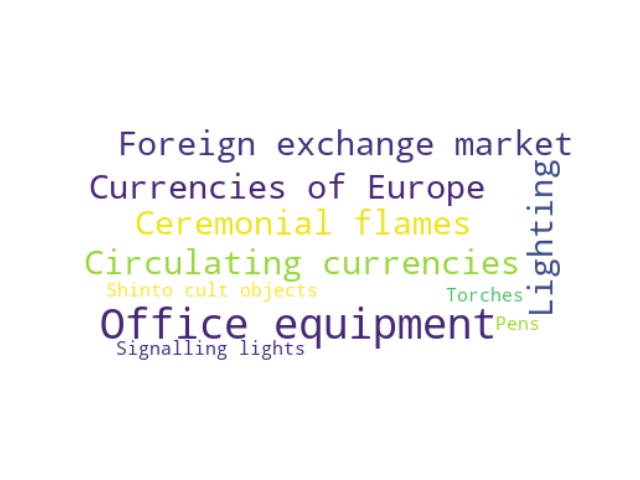 Foreign exchange market
Currencies of Europe
Lighting
Ceremonial flames
Circulating currencies
Shinto cult objects
Torches
Office equipment
Pens
Signalling lights